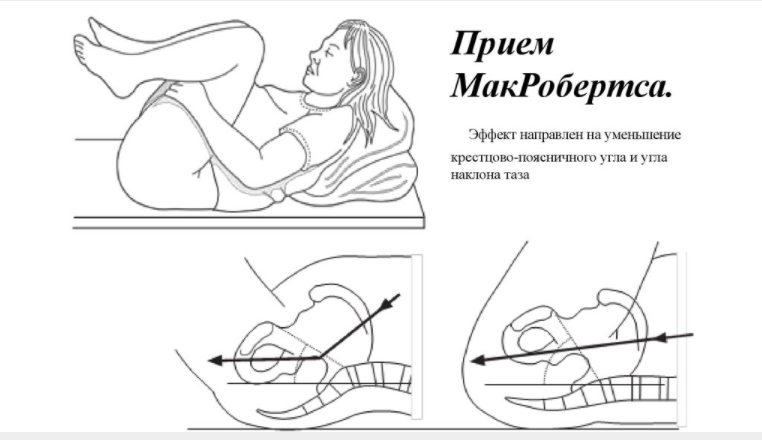 Прием
МакРобертса.
Эффект направлен на уменьшение
крестцово-поясничного угла и угла
наклона таза